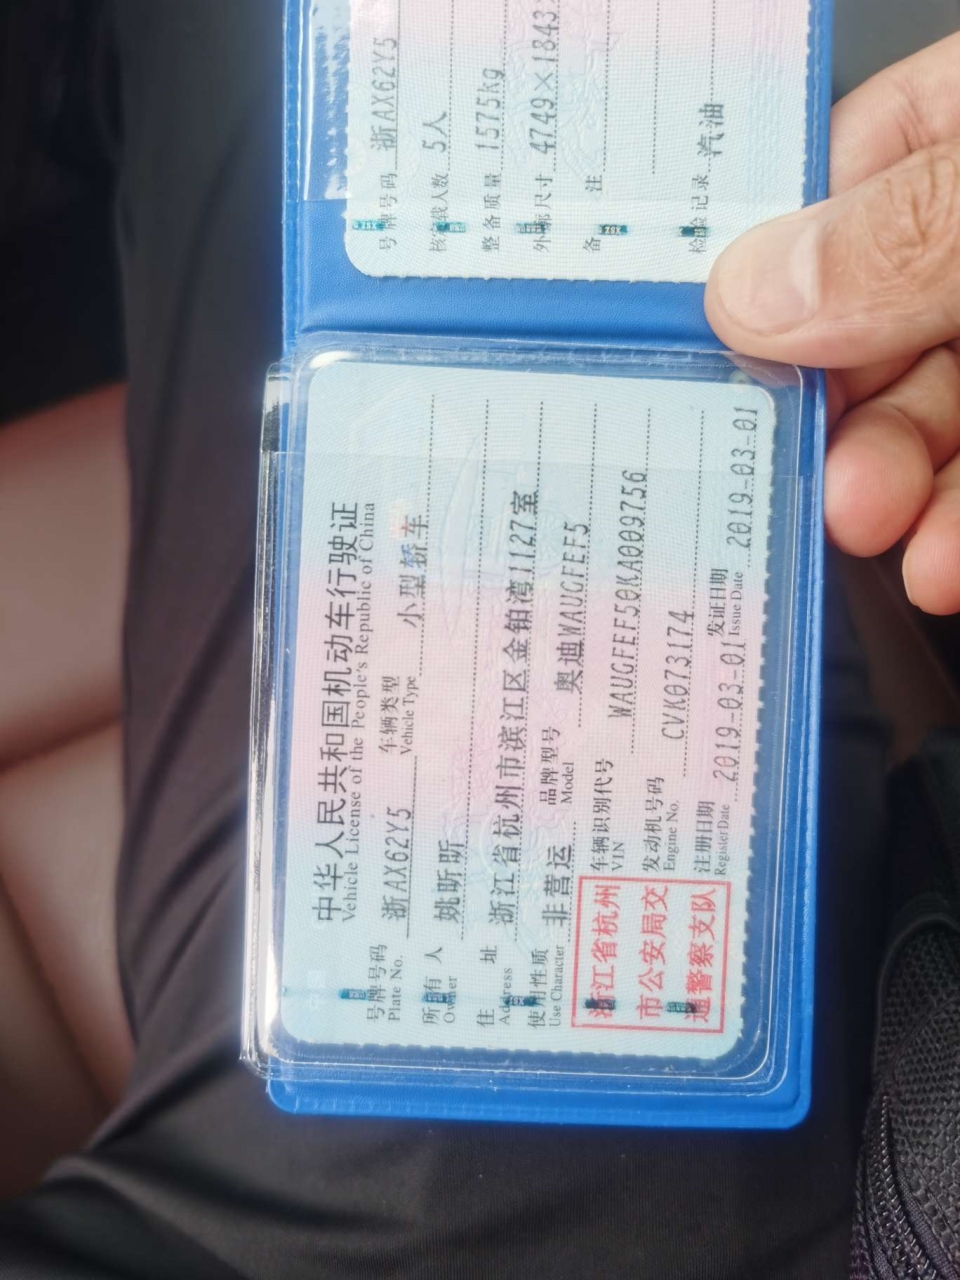 中华人民共和国机动车行驶证
Vehicle License of the People's Republic of China
号牌号码 浙AX62Y5 车辆类型 小型轿车
Plate No. Vehicle Type
所有人 姚昕昕
Owner
住址 浙江省杭州市滨江区金铂湾1127室
Address
使用性质 非营运 品牌型号 奥迪WAUGFEF5
Use Character Model
浙江省杭州
市公安局交
通警察支队
车辆识别代号 WAUGFEF50KA009756
VIN
发动机号码 CVK073174
Engine No.
注册日期 2019-03-01 发证日期 2019-03-01
Register Date Issue Date
号牌号码 浙AX62Y5
核定载人数 5人
整备质量 1575kg
外廓尺寸 4749×1843
备注
检验记录 汽油